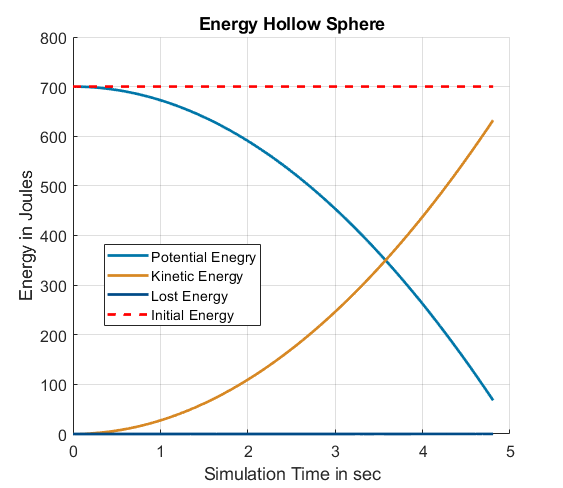 Energy Hollow Sphere
800
700
600
500
400
300
200
100
0
Energy in Joules
Potential Enegry
Kinetic Energy
Lost Energy
Initial Energy
0 1 2 3 4 5
Simulation Time in sec